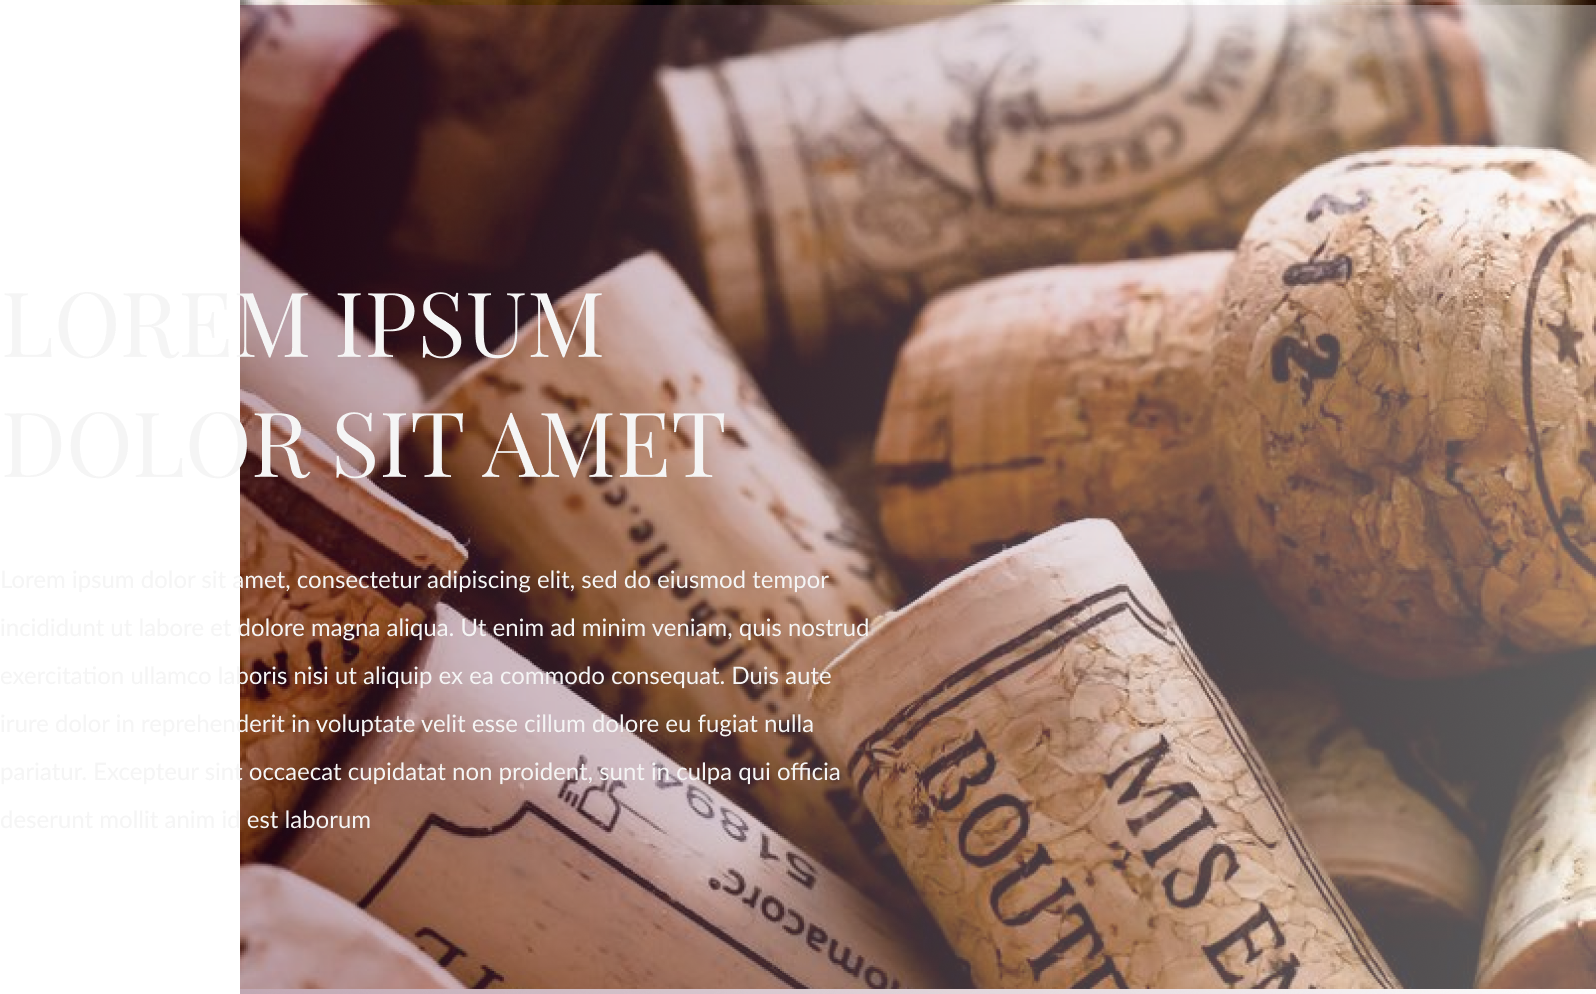 CREST
1
2
LOREM IPSUM
DOLOR SIT AMET
Lorem ipsum dolor sit amet, consectetur adipiscing elit, sed do eiusmod tempor
incididunt ut labore et dolore magna aliqua. Ut enim ad minim veniam, quis nostrud
exercitation ullamco laboris nisi ut aliquip ex ea commodo consequat. Duis aute
irure dolor in reprehenderit in voluptate velit esse cillum dolore eu fugiat nulla
pariatur. Excepteur sint occaecat cupidatat non proident, sunt in culpa qui officia
deserunt mollit anim id est laborum
51894
MIS EN
BOUT